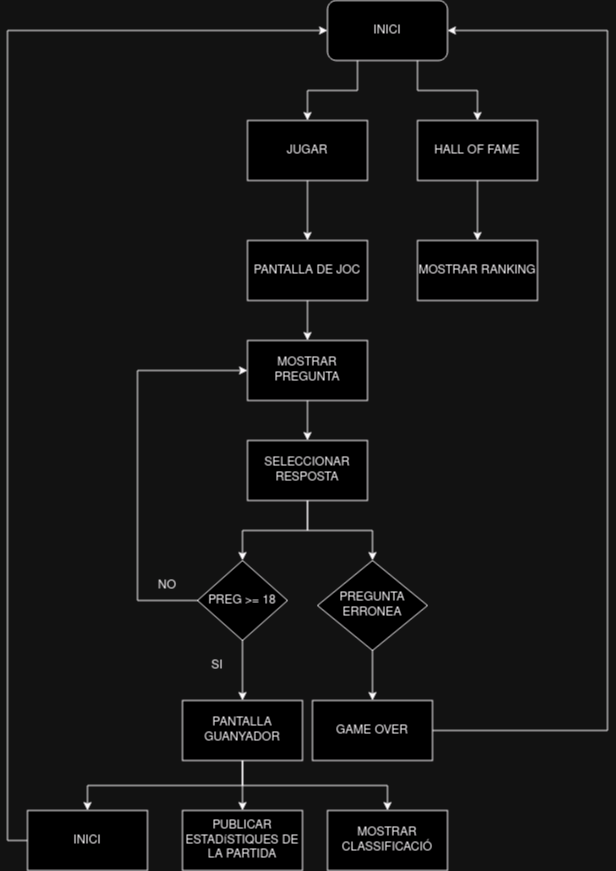 INICI
JUGAR
HALL OF FAME
PANTALLA DE JOC
MOSTRAR RANKING
MOSTRAR
PREGUNTA
SELECCIONAR
RESPOSTA
NO
PREG >= 18
PREGUNTA
ERRONEA
SI
PANTALLA
GUANYADOR
GAME OVER
INICI
PUBLICAR
ESTADíSTIQUES DE
LA PARTIDA
MOSTRAR
CLASSIFICACIÓ